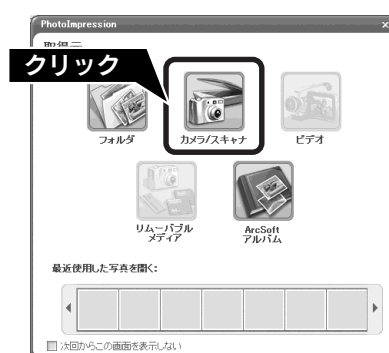 PhotoImpression
クリック
フォルダ
カメラ/スキャナ
ビデオ
リムーバブル
メディア
ArcSoft
アルバム
最近使用した写真を開く:
次回からこの画面を表示しない